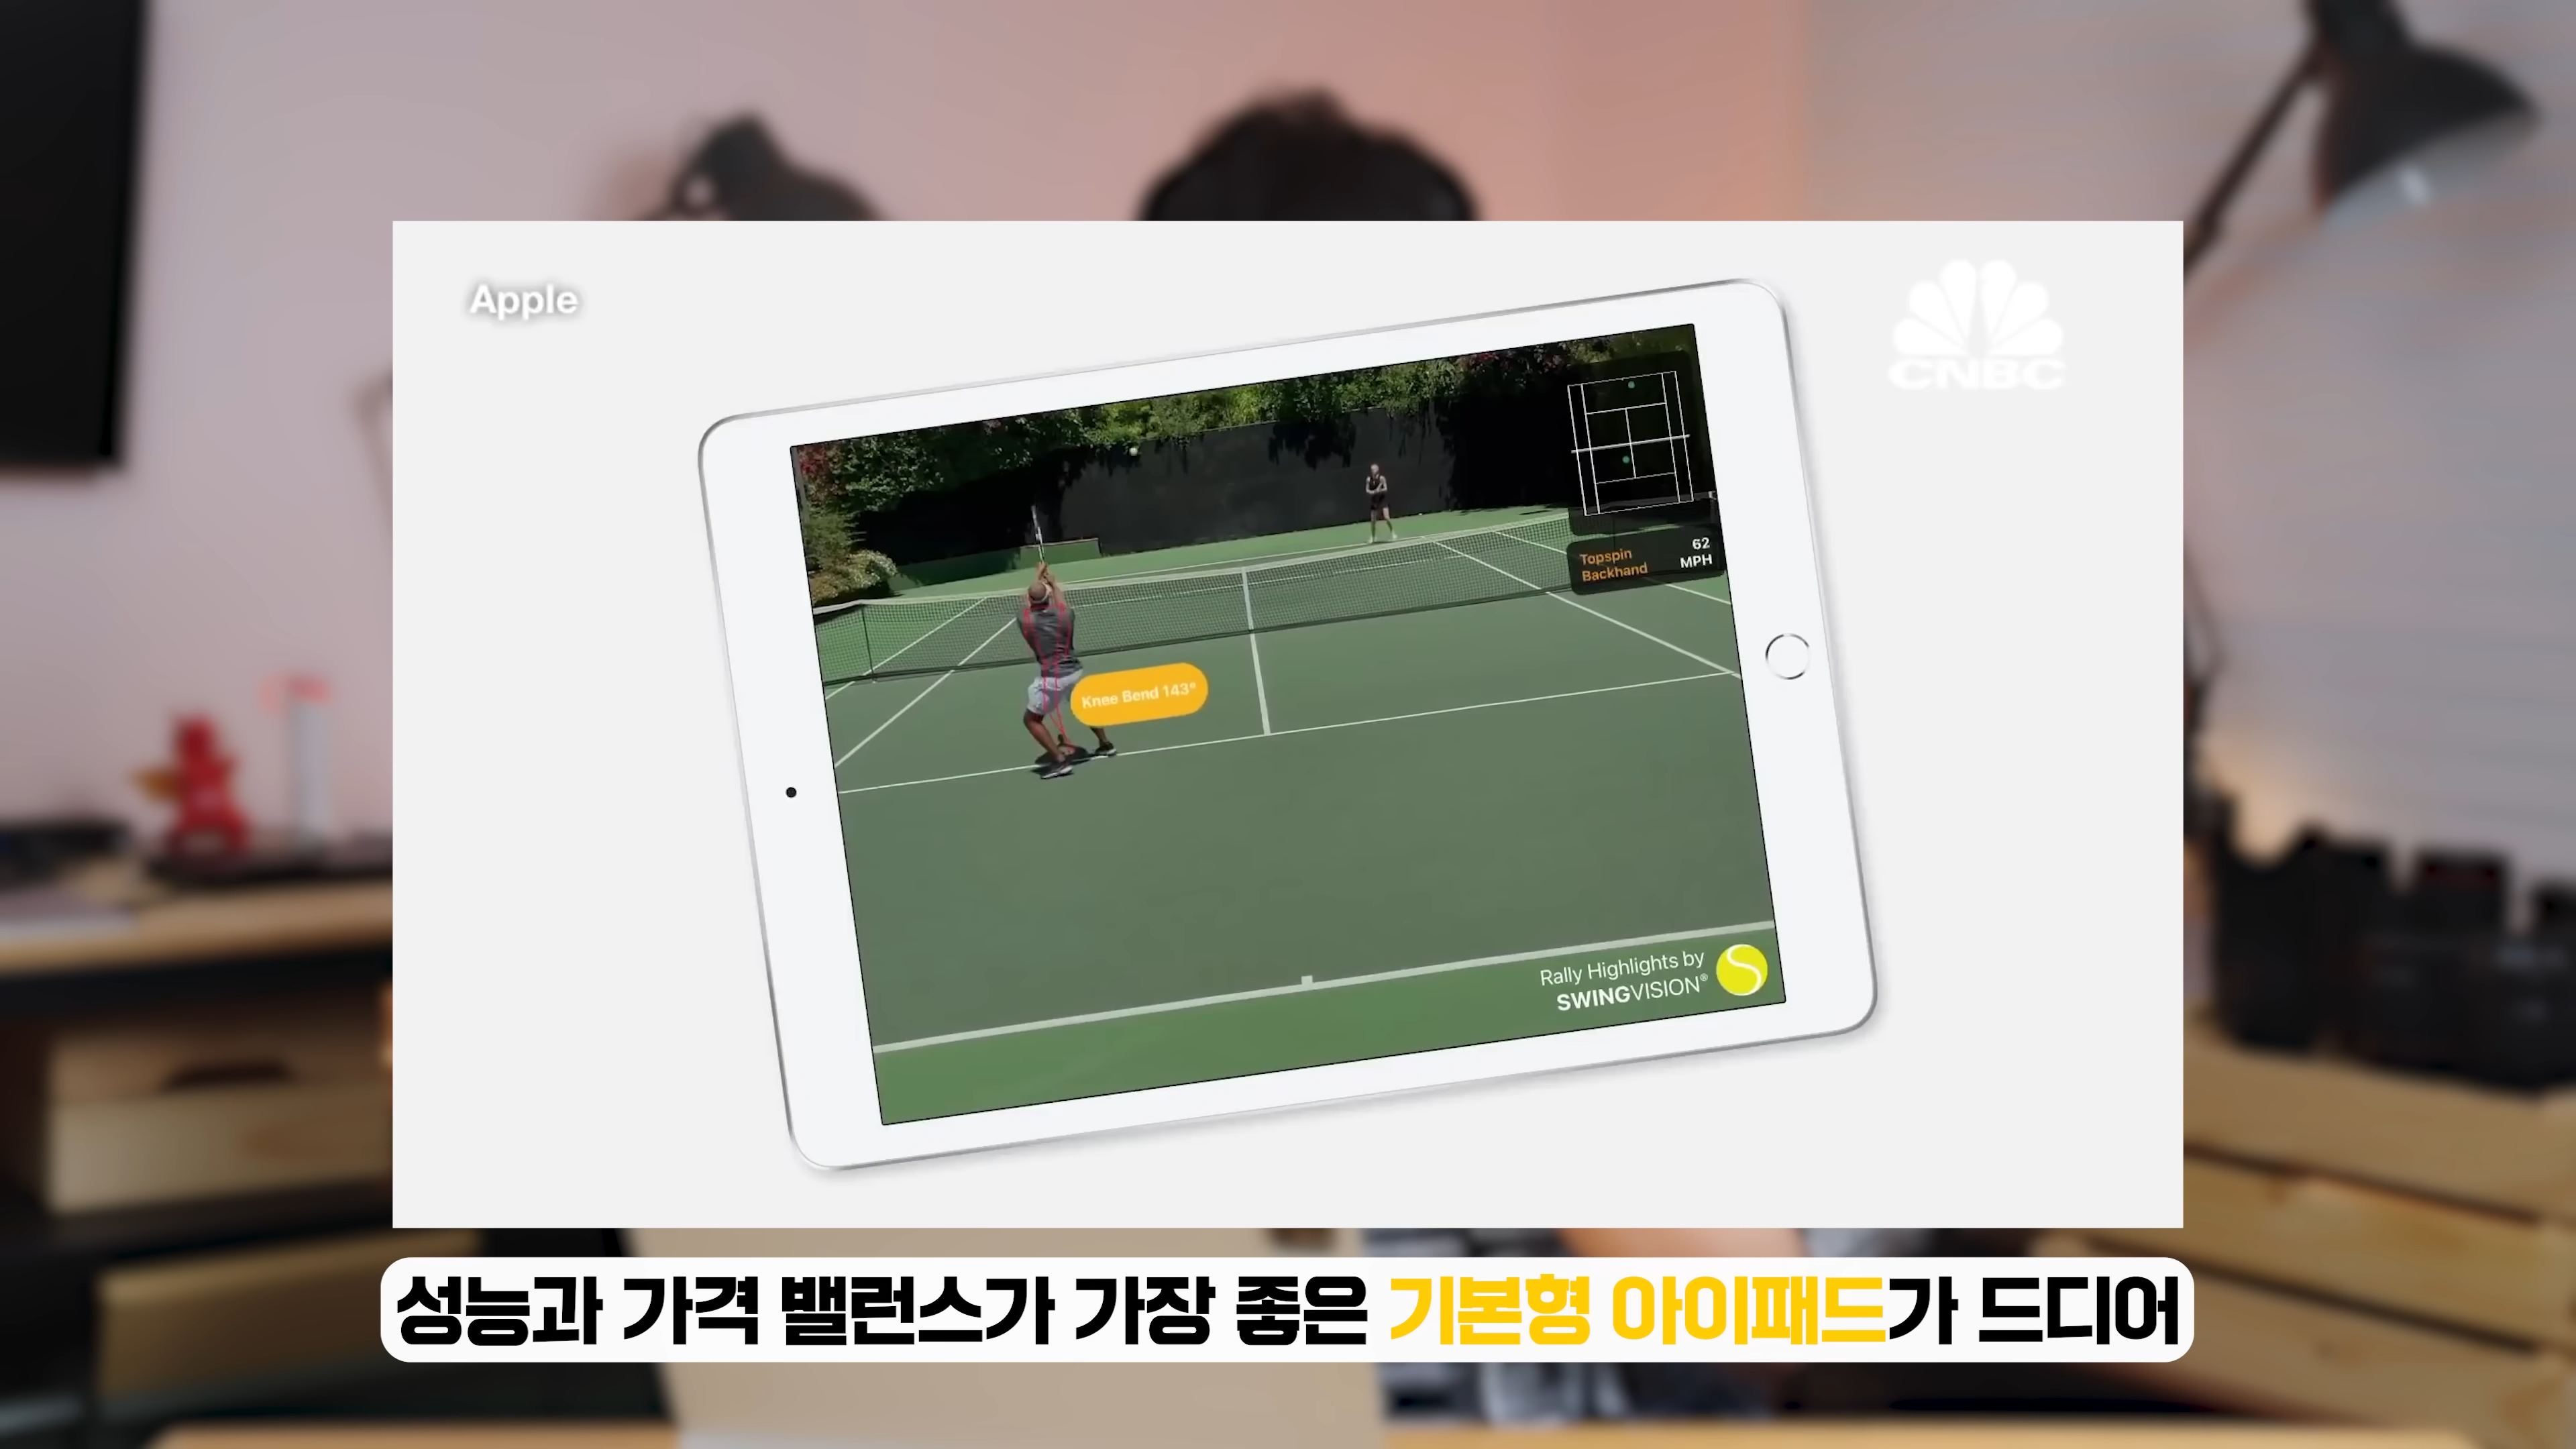 Apple
CNBC
Topspin
Backhand
62
MPH
Knee Bend 143°
Rally Highlights by
SWINGVISION®
성능과 가격 밸런스가 가장 좋은 기본형 아이패드가 드디어